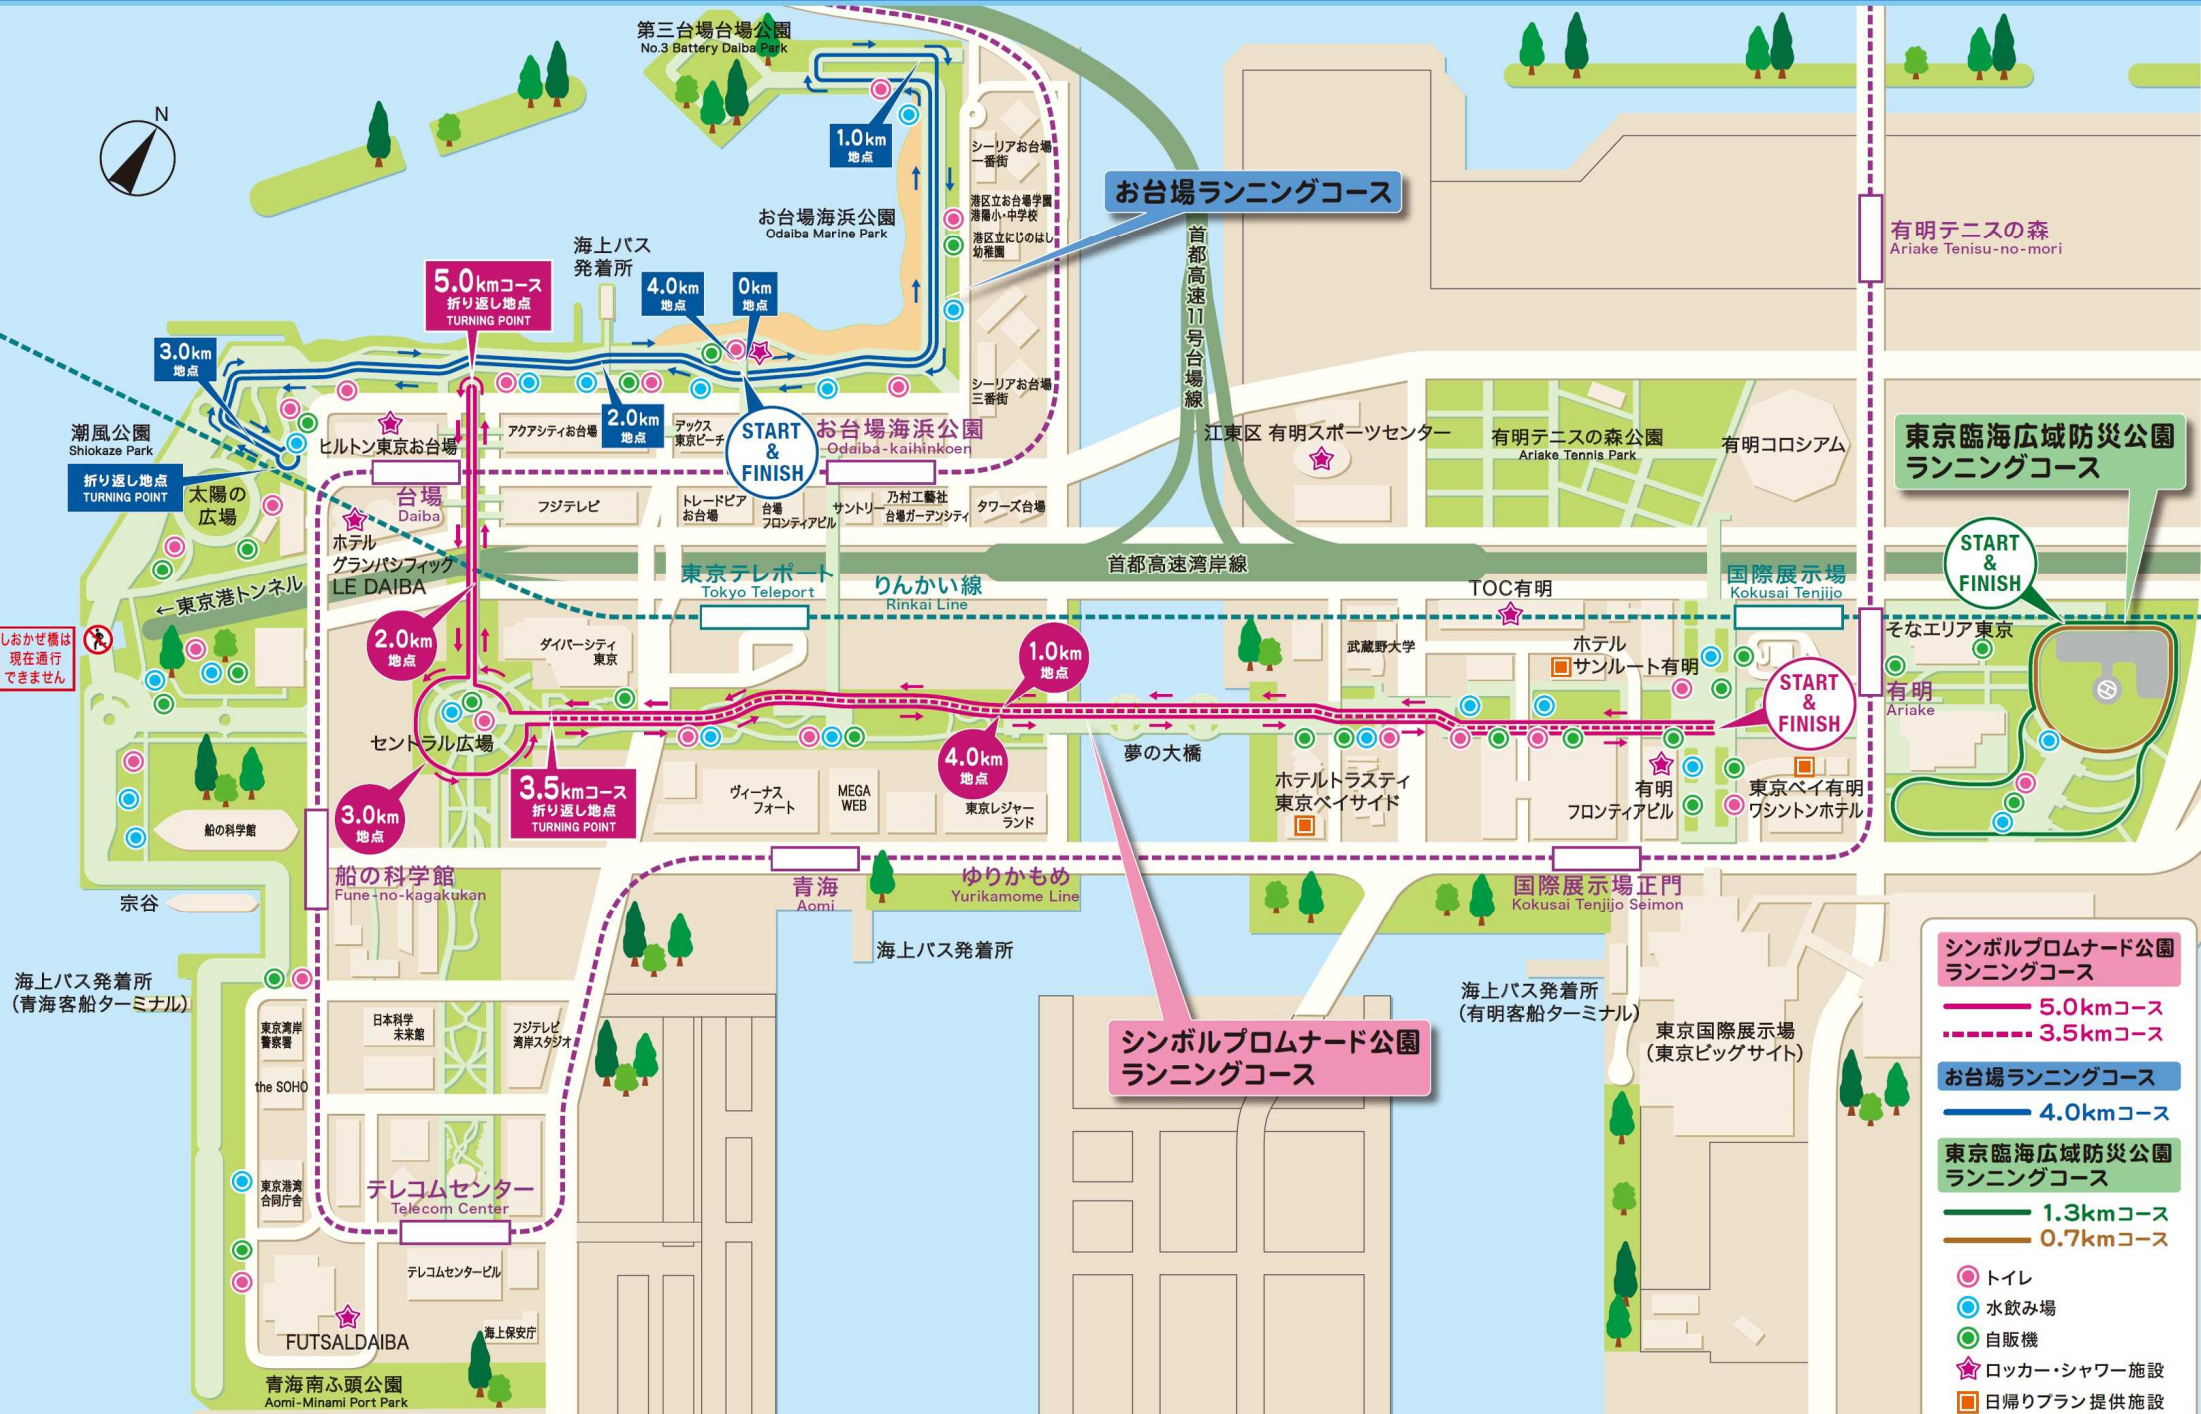 第三台場台場公園
No.3 Battery Daiba Park
N
1.0km
地点
シーリアお台場
一番街
お台場ランニングコース
港区立お台場学園
港陽小・中学校
港区立にじのはし
幼稚園
お台場海浜公園
Odaiba Marine Park
海上バス
発着所
首都高速11号台場線
有明テニスの森
Ariake Tenisu-no-mori
5.0kmコース
折り返し地点
TURNING POINT
4.0km
地点
0km
地点
3.0km
地点
シーリアお台場
三番街
潮風公園
Shiokaze Park
折り返し地点
TURNING POINT
太陽の
広場
ヒルトン東京お台場
アクアシティお台場
2.0km
地点
デックス
東京ビーチ
START
&
FINISH
お台場海浜公園
Odaiba-kaihinkoen
台場
Daiba
フジテレビ
トレードピア
お台場
台場
フロンティアビル
サントリー
乃村工藝社
台場ガーデンシティ
タワーズ台場
江東区 有明スポーツセンター
有明テニスの森公園
Ariake Tennis Park
有明コロシアム
東京臨海広域防災公園
ランニングコース
START
&
FINISH
ホテル
グランパシフィック
LE DAIBA
←東京港トンネル
首都高速湾岸線
東京テレポート
Tokyo Teleport
りんかい線
Rinkai Line
TOC有明
国際展示場
Kokusai Tenjijo
しおかぜ橋は
現在通行
できません
2.0km
地点
ダイバーシティ
東京
1.0km
地点
武蔵野大学
ホテル
サンルート有明
そなエリア東京
START
&
FINISH
有明
Ariake
セントラル広場
3.0km
地点
3.5kmコース
折り返し地点
TURNING POINT
4.0km
地点
夢の大橋
ヴィーナス
フォート
MEGA
WEB
東京レジャー
ランド
ホテルトラスティ
東京ベイサイド
有明
フロンティアビル
東京ベイ有明
ワシントンホテル
船の科学館
船の科学館
Fune-no-kagakukan
宗谷
青海
Aomi
ゆりかもめ
Yurikamome Line
国際展示場正門
Kokusai Tenjijo Seimon
海上バス発着所
海上バス発着所
(青海客船ターミナル)
海上バス発着所
(有明客船ターミナル)
東京国際展示場
(東京ビッグサイト)
シンボルプロムナード公園
ランニングコース
東京湾岸
警察署
日本科学
未来館
フジテレビ
湾岸スタジオ
the SOHO
東京港湾
合同庁舎
テレコムセンター
Telecom Center
テレコムセンタービル
海上保安庁
FUTSALDAIBA
青海南ふ頭公園
Aomi-Minami Port Park
シンボルプロムナード公園
ランニングコース
5.0kmコース
3.5kmコース
お台場ランニングコース
4.0kmコース
東京臨海広域防災公園
ランニングコース
1.3kmコース
0.7kmコース
トイレ
水飲み場
自販機
ロッカー・シャワー施設
日帰りプラン 提供施設